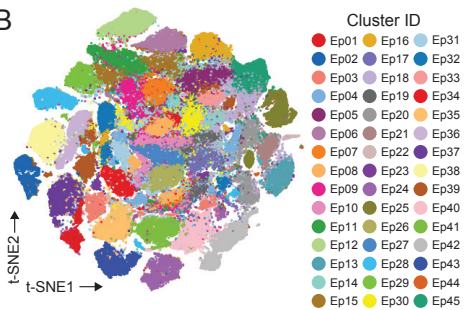 B
Cluster ID
Ep01 Ep16 Ep31
Ep02 Ep17 Ep32
Ep03 Ep18 Ep33
Ep04 Ep19 Ep34
Ep05 Ep20 Ep35
Ep06 Ep21 Ep36
Ep07 Ep22 Ep37
Ep08 Ep23 Ep38
Ep09 Ep24 Ep39
Ep10 Ep25 Ep40
Ep11 Ep26 Ep41
Ep12 Ep27 Ep42
Ep13 Ep28 Ep43
Ep14 Ep29 Ep44
Ep15 Ep30 Ep45
t-SNE2 →
t-SNE1 →